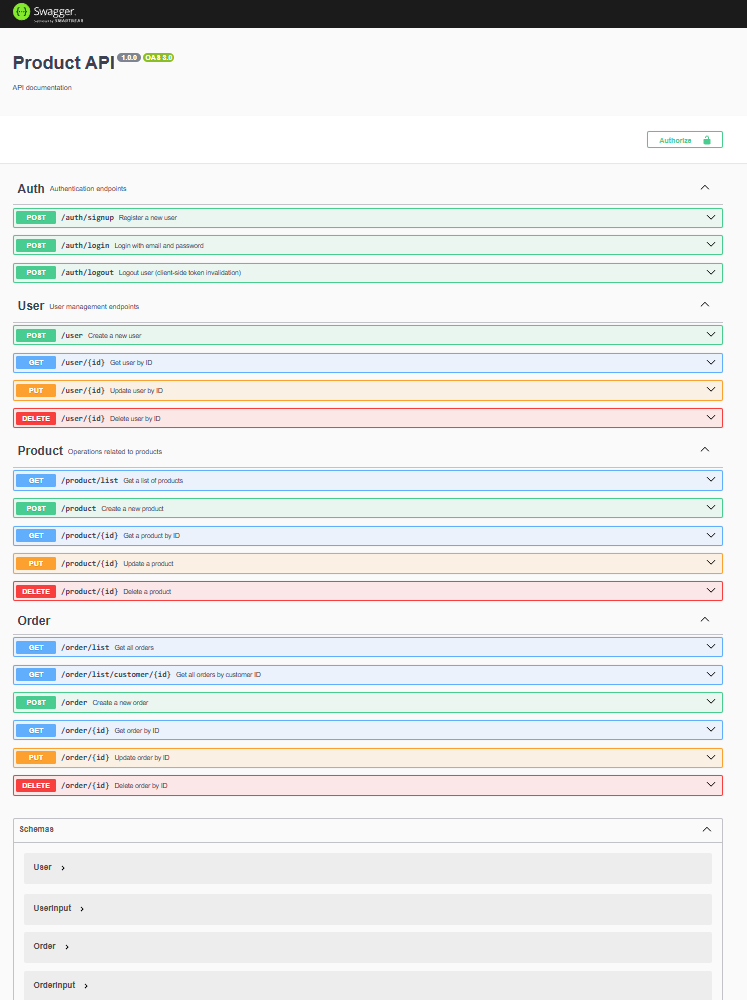 Swagger.
Supported by SMARTBEAR
Product API 1.0.0 OAS 3.0
API documentation
Authorize
Auth Authentication endpoints
POST /auth/signup Register a new user
POST /auth/login Login with email and password
POST /auth/logout Logout user (client-side token invalidation)
User User management endpoints
POST /user Create a new user
GET /user/{id} Get user by ID
PUT /user/{id} Update user by ID
DELETE /user/{id} Delete user by ID
Product Operations related to products
GET /product/list Get a list of products
POST /product Create a new product
GET /product/{id} Get a product by ID
PUT /product/{id} Update a product
DELETE /product/{id} Delete a product
Order
GET /order/list Get all orders
GET /order/list/customer/{id} Get all orders by customer ID
POST /order Create a new order
GET /order/{id} Get order by ID
PUT /order/{id} Update order by ID
DELETE /order/{id} Delete order by ID
Schemas
User
UserInput
Order
OrderInput